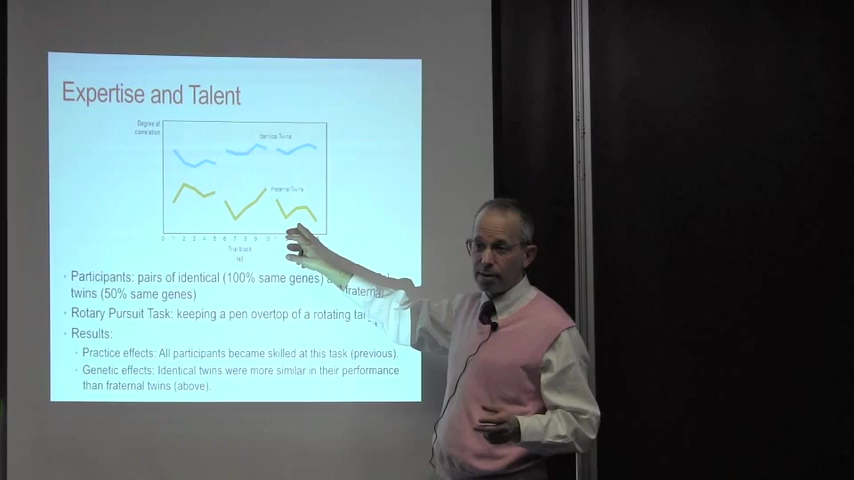 Expertise and Talent
Degree of
correlation
Identical Twins
Fraternal Twins
0 1 2 3 4 5 6 7 8 9 10
Trial block
Participants: pairs of identical (100% same genes)
twins (50% same genes) fraternal
Rotary Pursuit Task: keeping a pen overtop of a rotating
Results:
Practice effects: All participants became skilled at this task (previous).
Genetic effects: Identical twins were more similar in their performance
than fraternal twins (above).